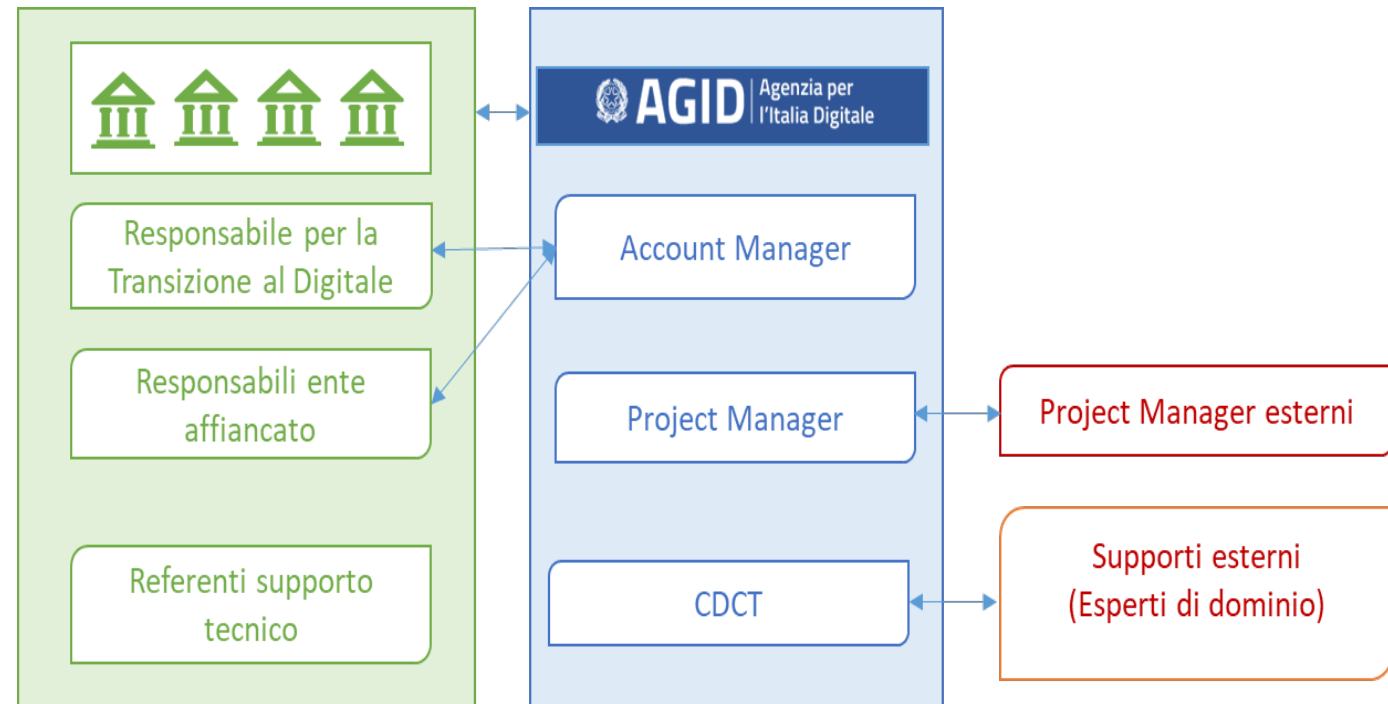 AGID
Agenzia per
l'Italia Digitale
Responsabile per la
Transizione al Digitale
Account Manager
Responsabili ente
affiancato
Project Manager
Project Manager esterni
Referenti supporto
tecnico
CDCT
Supporti esterni
(Esperti di dominio)